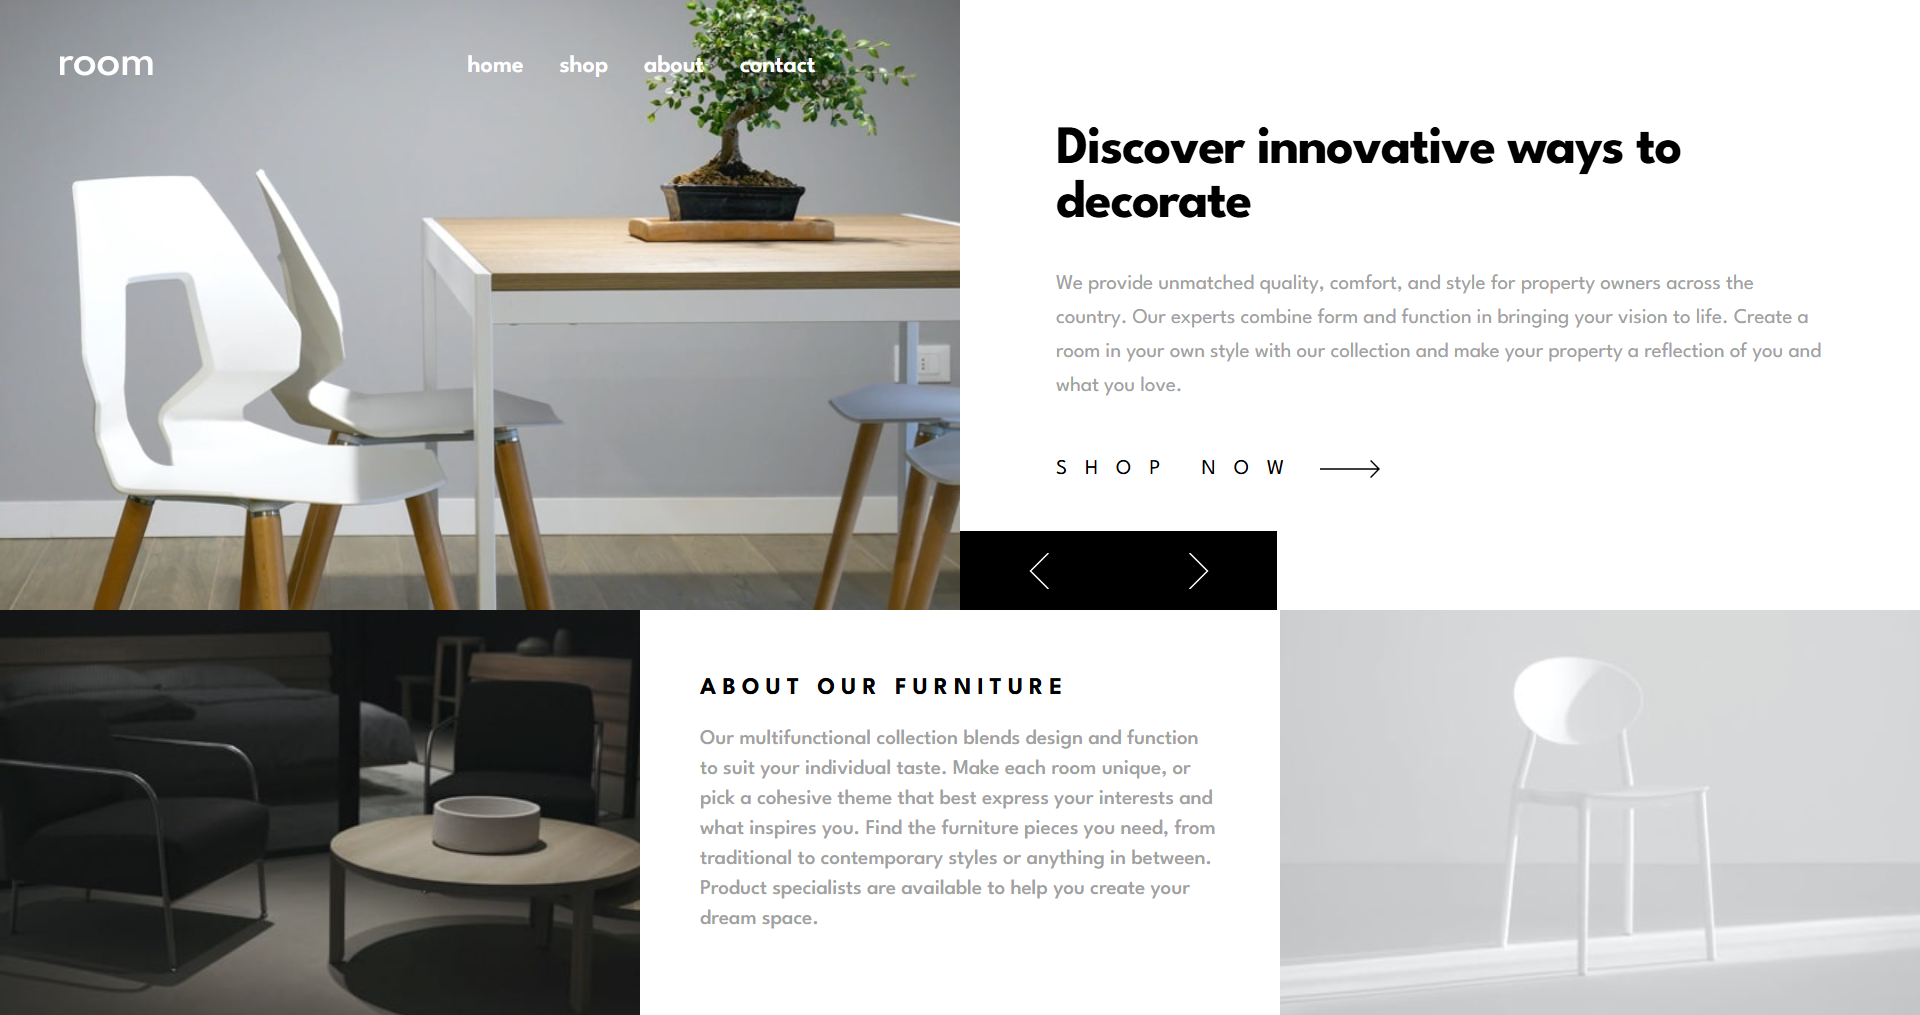 room
home shop about contact
Discover innovative ways to
decorate
We provide unmatched quality, comfort, and style for property owners across the
country. Our experts combine form and function in bringing your vision to life. Create a
room in your own style with our collection and make your property a reflection of you and
what you love.
SHOP NOW
ABOUT OUR FURNITURE
Our multifunctional collection blends design and function
to suit your individual taste. Make each room unique, or
pick a cohesive theme that best express your interests and
what inspires you. Find the furniture pieces you need, from
traditional to contemporary styles or anything in between.
Product specialists are available to help you create your
dream space.